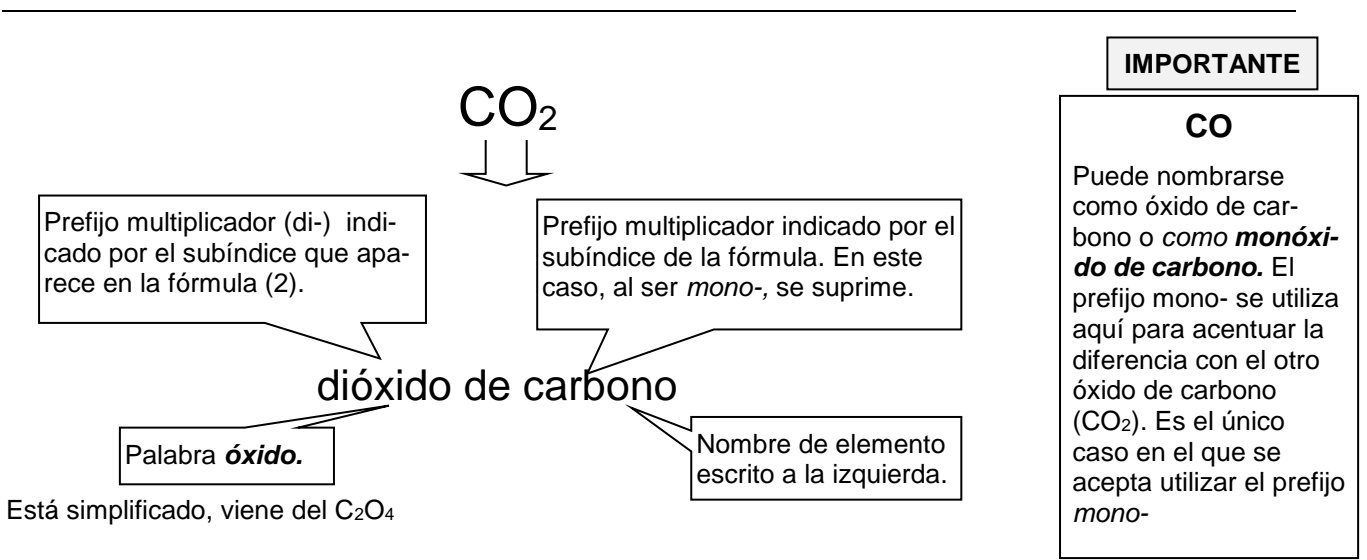 CO₂
Prefijo multiplicador (di-) indi-
cado por el subíndice que apa-
rece en la fórmula (2).
Prefijo multiplicador indicado por el
subíndice de la fórmula. En este
caso, al ser mono-, se suprime.
dióxido de carbono
Palabra óxido.
Nombre de elemento
escrito a la izquierda.
Está simplificado, viene del C₂O₄
IMPORTANTE
CO
Puede nombrarse
como óxido de car-
bono o como monóxi-
do de carbono. El
prefijo mono- se utiliza
aquí para acentuar la
diferencia con el otro
óxido de carbono
(CO₂). Es el único
caso en el que se
acepta utilizar el prefijo
mono-